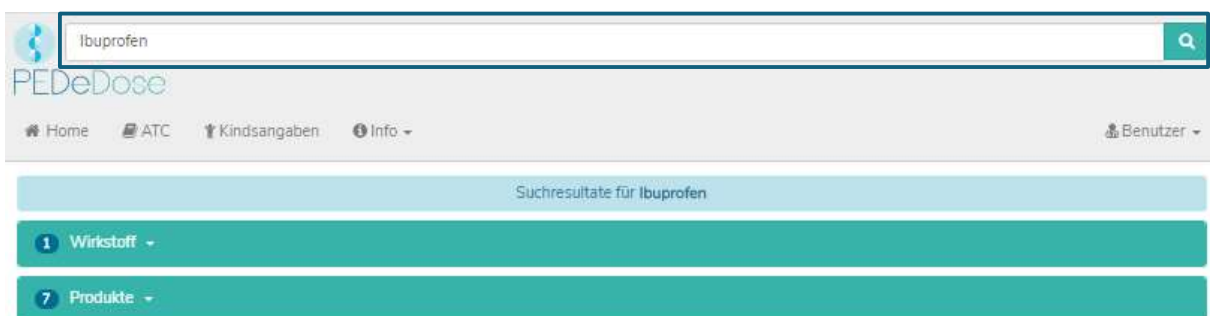 Ibuprofen
PEDeDose
Home ATC Kindsangaben Info Benutzer
Suchresultate für Ibuprofen
1 Wirkstoff
7 Produkte